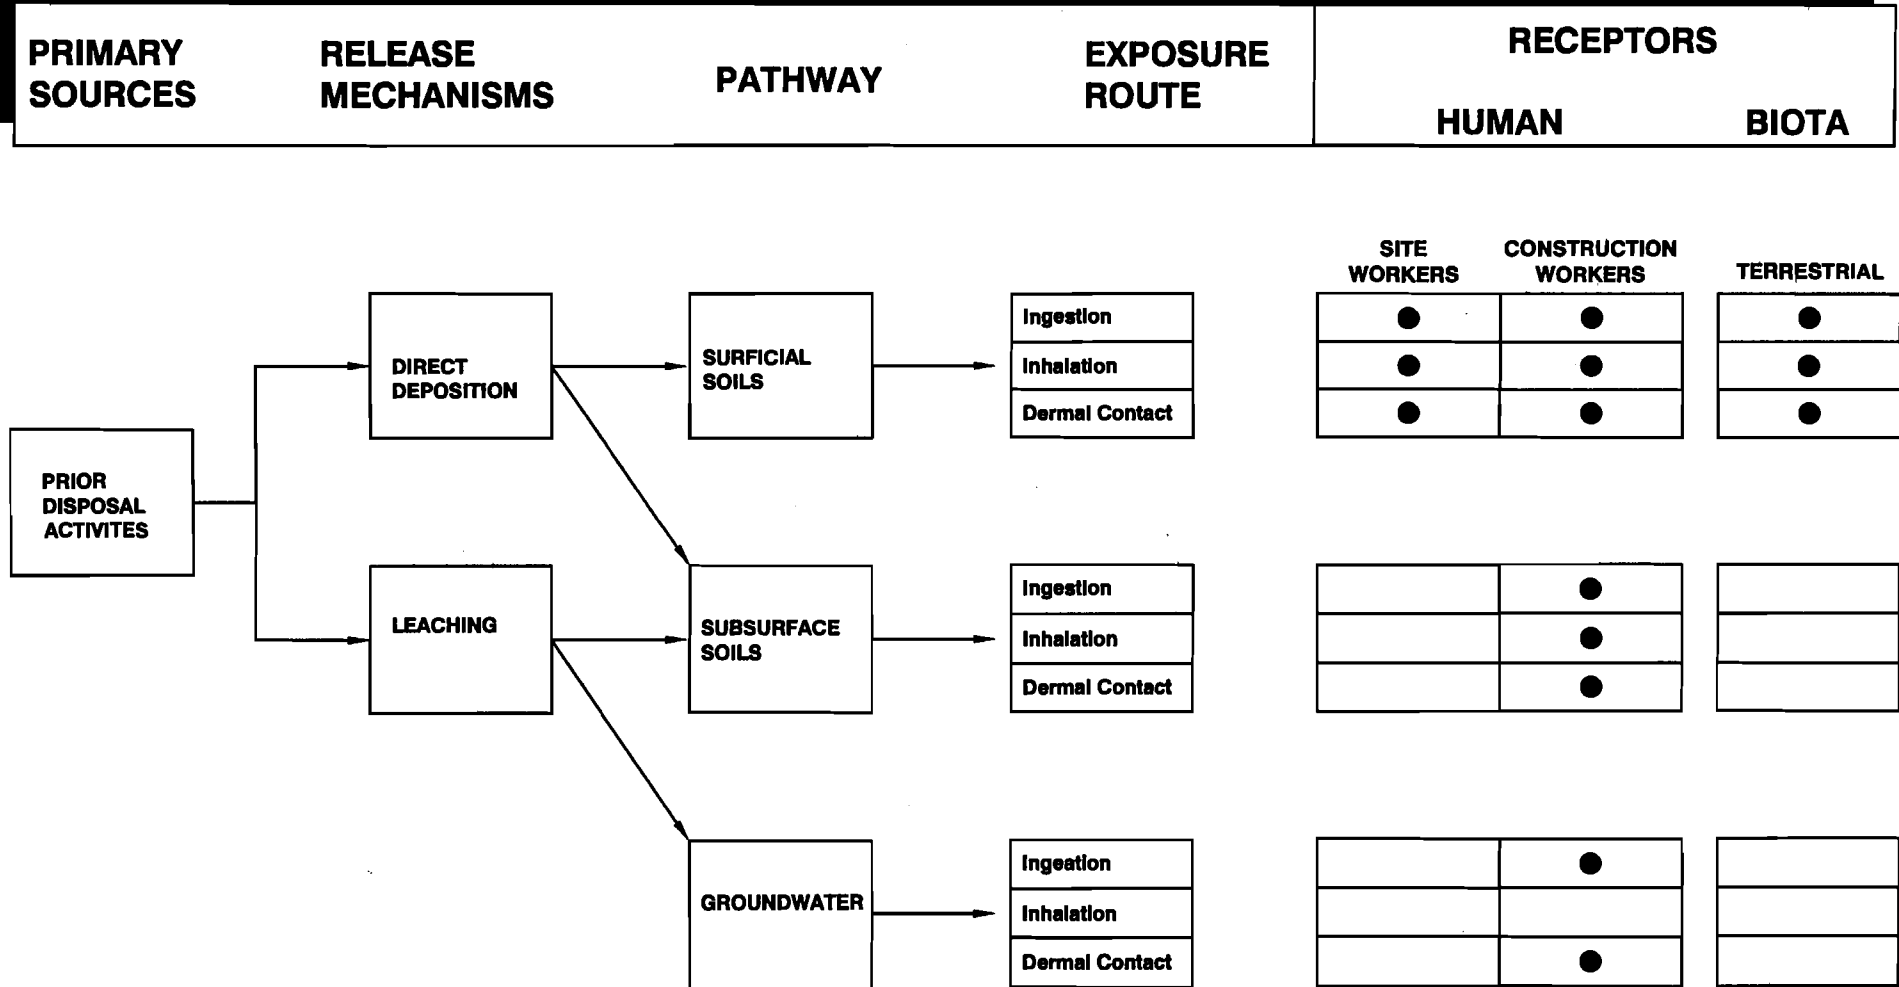 PRIMARY
SOURCES
RELEASE
MECHANISMS
PATHWAY
EXPOSURE
ROUTE
RECEPTORS
HUMAN
BIOTA
SITE
WORKERS
CONSTRUCTION
WORKERS
TERRESTRIAL
PRIOR
DISPOSAL
ACTIVITES
DIRECT
DEPOSITION
SURFICIAL
SOILS
Ingestion
Inhalation
Dermal Contact
LEACHING
SUBSURFACE
SOILS
Ingestion
Inhalation
Dermal Contact
GROUNDWATER
Ingeation
Inhalation
Dermal Contact